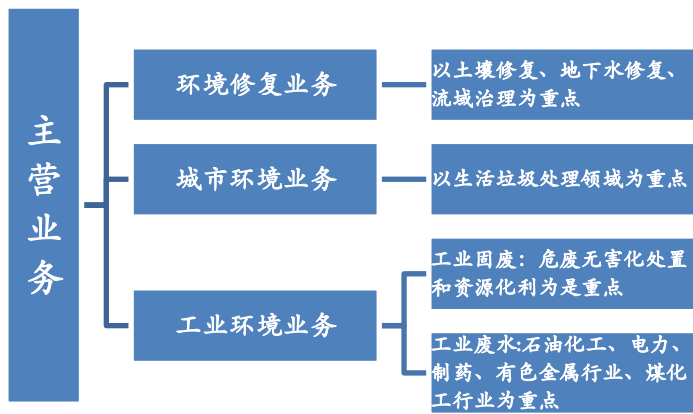 主营业务
环境修复业务
以土壤修复、地下水修复、
流域治理为重点
城市环境业务
以生活垃圾处理领域为重点
工业环境业务
工业固废：危废无害化处置
和资源化利为是重点
工业废水:石油化工、电力、
制药、有色金属行业、煤化
工行业为重点